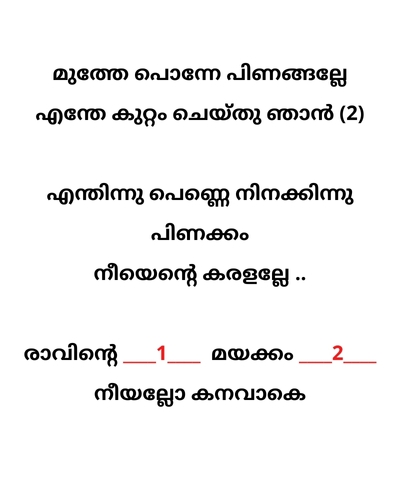 മുത്തേ പൊന്നേ പിണങ്ങല്ലേ
എന്തേ കുറ്റം ചെയ്തു ഞാൻ (2)
എന്തിന്നു പെണ്ണെ നിനക്കിന്നു
പിണക്കം
നീയെന്റെ കരളല്ലേ ..
രാവിന്റെ ___1___ മയക്കം ___2___
നീയല്ലോ കനവാകെ